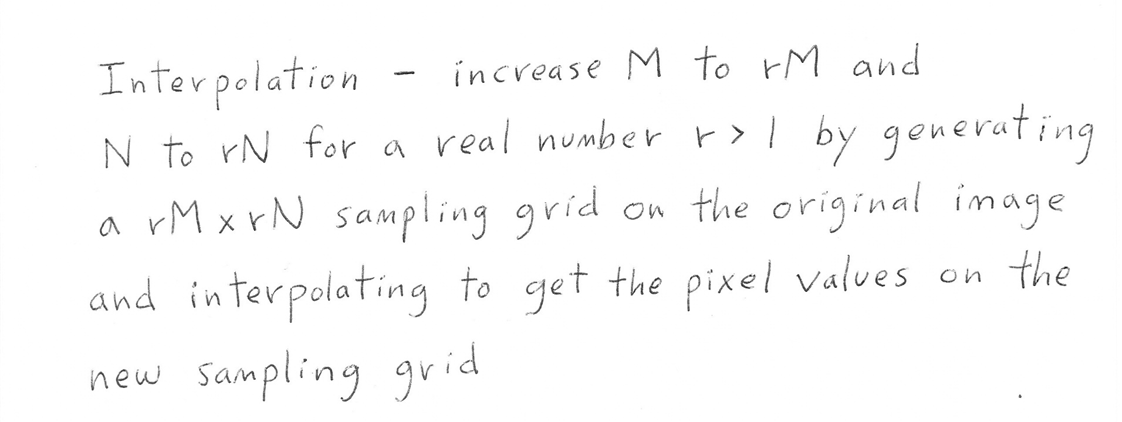 Interpolation - increase M to rM and
N to rN for a real number r > 1 by generating
a rM x rN sampling grid on the original image
and interpolating to get the pixel values on the
new sampling grid